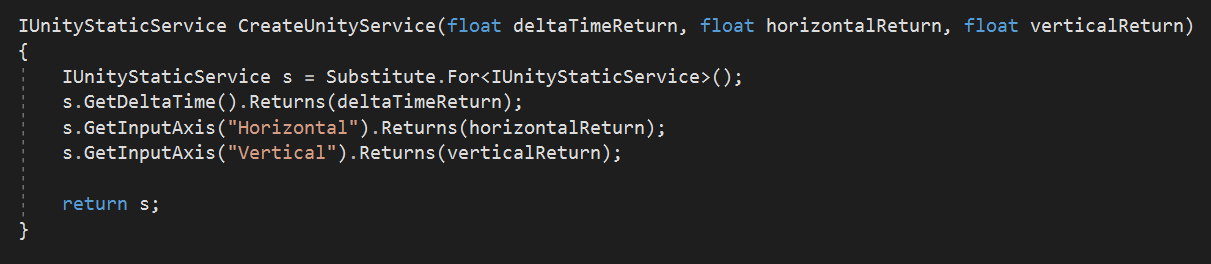 IUnityStaticService CreateUnityService(float deltaTimeReturn, float horizontalReturn, float verticalReturn)
{
    IUnityStaticService s = Substitute.For<IUnityStaticService>();
    s.GetDeltaTime().Returns(deltaTimeReturn);
    s.GetInputAxis("Horizontal").Returns(horizontalReturn);
    s.GetInputAxis("Vertical").Returns(verticalReturn);
    return s;
}